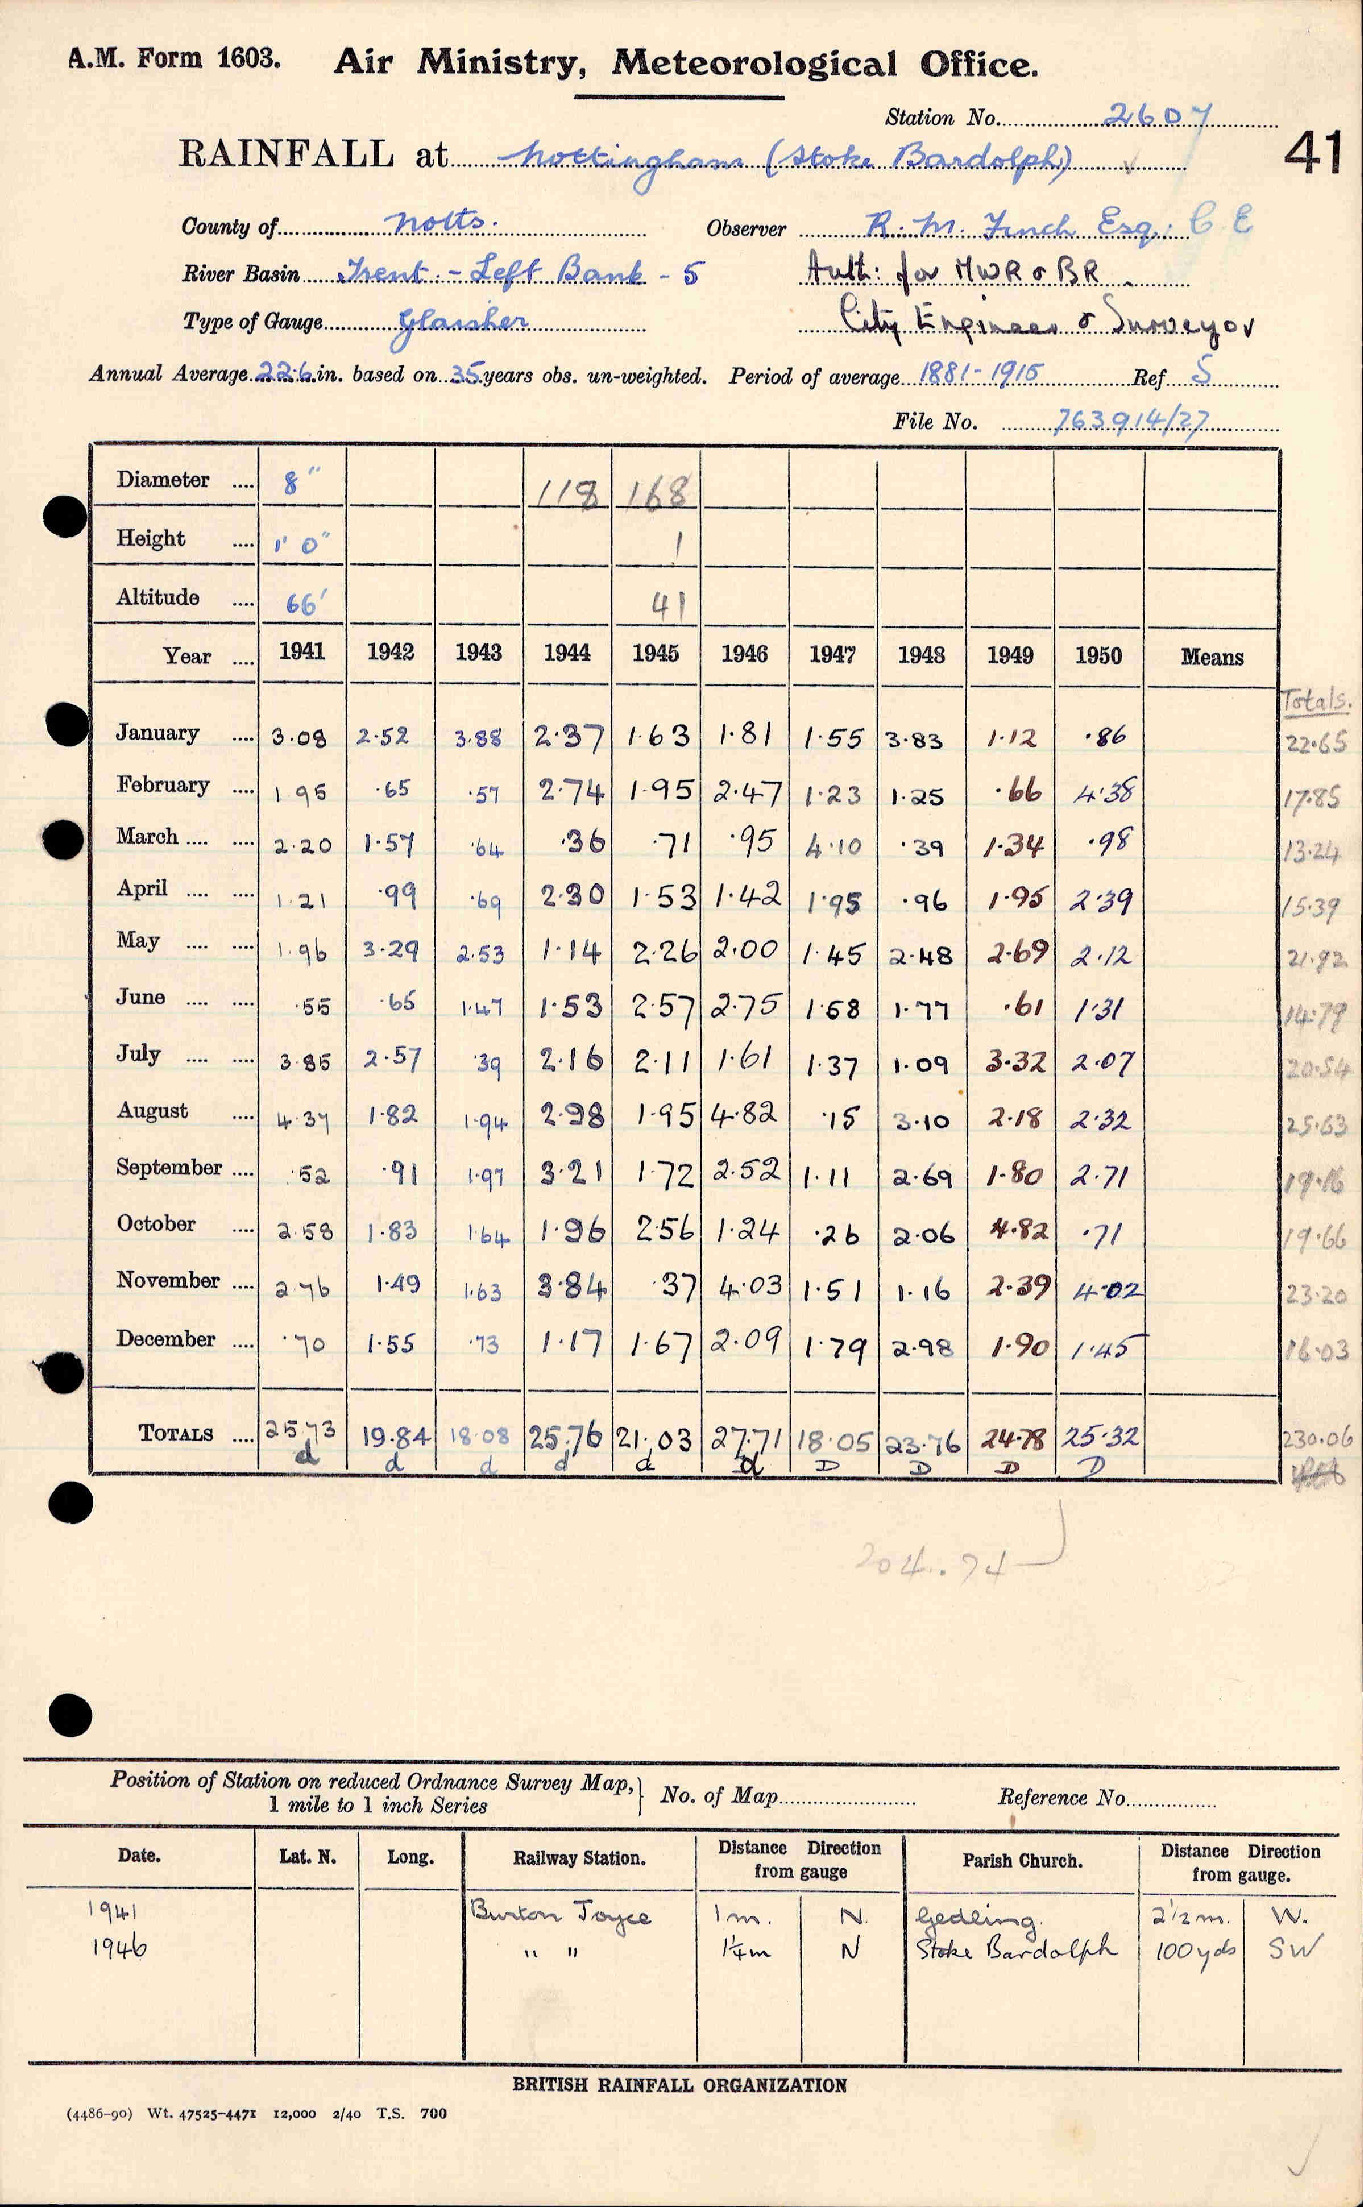 A.M. Form 1603. Air Ministry, Meteorological Office.
Station No. 2607
RAINFALL at Nottingham (Stoke Bardolph) 41
County of Notts. Observer R. M. Finch Esq. C E
River Basin Trent - Left Bank - 5 Auth: for MWR & BR
Type of Gauge Glaisher City Engineer & Surveyor
Annual Average 22.6 in. based on 35 years obs. un-weighted. Period of average 1881-1915 Ref S
File No. 763914/27
Diameter .... 8" 118 168
Height .... 1' 0" 1
Altitude .... 66' 41
Year .... 1941 1942 1943 1944 1945 1946 1947 1948 1949 1950 Means
Totals.
January .... 3.08 2.52 3.88 2.37 1.63 1.81 1.55 3.83 1.12 .86 22.65
February .... 1.95 .65 .57 2.74 1.95 2.47 1.23 1.25 .66 4.38 17.85
March .... .... 2.20 1.57 .64 .36 .71 .95 4.10 .39 1.34 .98 13.24
April .... .... 1.21 .99 .69 2.30 1.53 1.42 1.95 .96 1.95 2.39 15.39
May .... .... 1.96 3.29 2.53 1.14 2.26 2.00 1.45 2.48 2.69 2.12 21.92
June .... .... .55 .65 1.47 1.53 2.57 2.75 1.58 1.77 .61 1.31 14.79
July .... .... 3.85 2.57 .39 2.16 2.11 1.61 1.37 1.09 3.32 2.07 20.54
August .... 4.37 1.82 1.94 2.98 1.95 4.82 .15 3.10 2.18 2.32 25.63
September .... .52 .91 1.97 3.21 1.72 2.52 1.11 2.69 1.80 2.71 19.16
October .... 2.58 1.83 1.64 1.96 2.56 1.24 .26 2.06 4.82 .71 19.66
November .... 2.76 1.49 1.63 3.84 .37 4.03 1.51 1.16 2.39 4.02 23.20
December .... .70 1.55 .73 1.17 1.67 2.09 1.79 2.98 1.90 1.45 16.03
TOTALS .... 25.73 19.84 18.08 25.76 21.03 27.71 18.05 23.76 24.78 25.32 230.06
d d d d d d D D D D
204.74
Position of Station on reduced Ordnance Survey Map, } No. of Map Reference No.
1 mile to 1 inch Series
Date. Lat. N. Long. Railway Station. Distance Direction from gauge Parish Church. Distance Direction from gauge.
1941 Burton Joyce 1 m. N. Gedling. 2 1/2 m. W.
1946 " " 1¼ m N Stoke Bardolph 100 yds SW
BRITISH RAINFALL ORGANIZATION
(4486-90) Wt. 47525-4471 12,000 2/40 T.S. 700